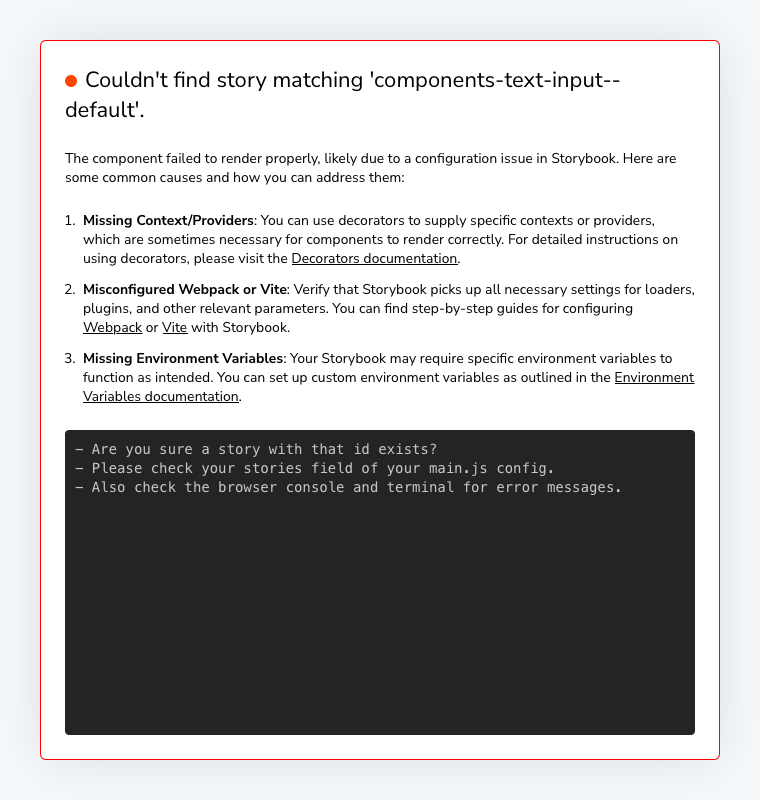 Couldn't find story matching 'components-text-input--
default'.
The component failed to render properly, likely due to a configuration issue in Storybook. Here are
some common causes and how you can address them:
1. Missing Context/Providers: You can use decorators to supply specific contexts or providers,
which are sometimes necessary for components to render correctly. For detailed instructions on
using decorators, please visit the Decorators documentation.
2. Misconfigured Webpack or Vite: Verify that Storybook picks up all necessary settings for loaders,
plugins, and other relevant parameters. You can find step-by-step guides for configuring
Webpack or Vite with Storybook.
3. Missing Environment Variables: Your Storybook may require specific environment variables to
function as intended. You can set up custom environment variables as outlined in the Environment
Variables documentation.
- Are you sure a story with that id exists?
- Please check your stories field of your main.js config.
- Also check the browser console and terminal for error messages.